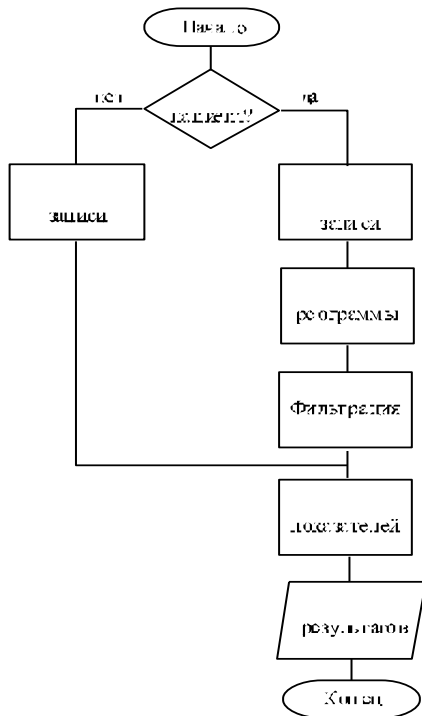 Начало
нет
да
пациент?
записи
записи
реограммы
Фильтрация
показателей
результатов
Конец